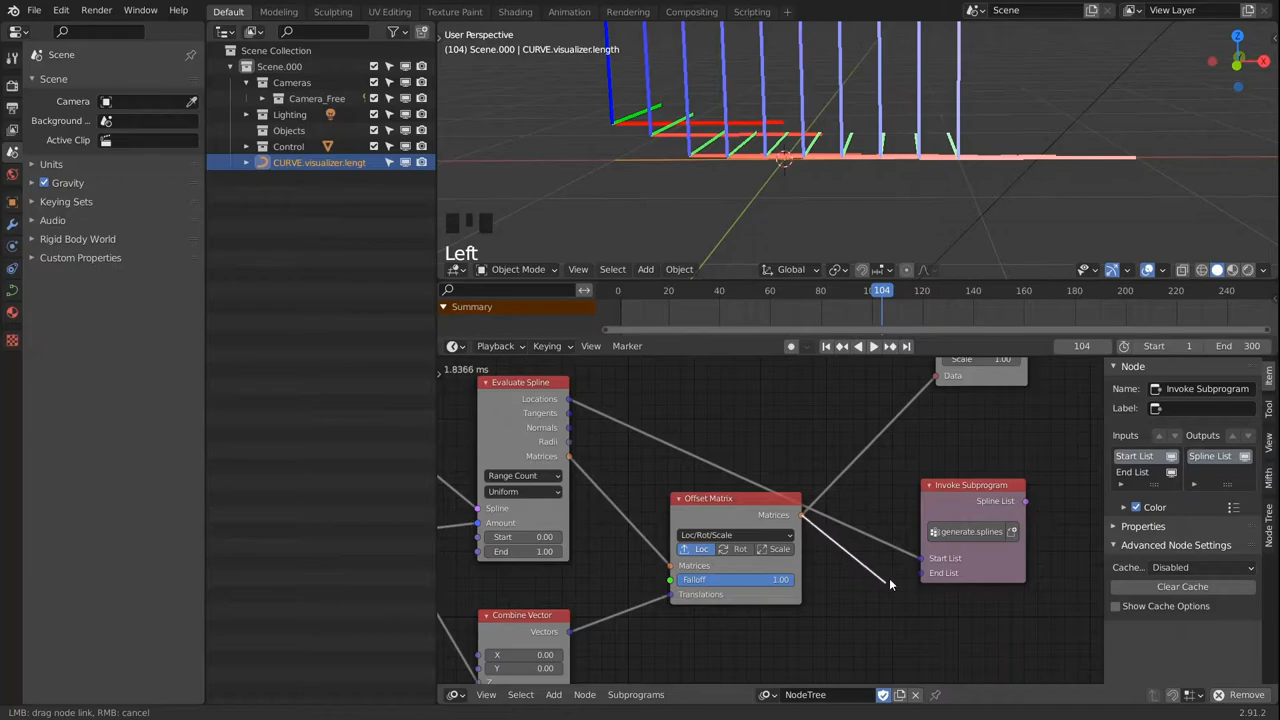 File Edit Render Window Help
Default Modeling Sculpting UV Editing Texture Paint Shading Animation Rendering Compositing Scripting +
Scene
View Layer
Scene
Scene
Camera
Background ...
Active Clip
Units
Gravity
Keying Sets
Audio
Rigid Body World
Custom Properties
Scene Collection
Scene.000
Cameras
Camera_Free
Lighting
Objects
Control
CURVE.visualizer.lengt
User Perspective
(104) Scene.000 | CURVE.visualizer.length
Z
X
Left
Object Mode View Select Add Object Global
0 20 40 60 80 104 120 140 160 180 200 220 240
Summary
Playback Keying View Marker 104 Start 1 End 300
1.8366 ms
Evaluate Spline
Locations
Tangents
Normals
Radii
Matrices
Range Count
Uniform
Spline
Amount
Start 0.00
End 1.00
Combine Vector
Vectors
X 0.00
Y 0.00
Z
Offset Matrix
Matrices
Loc/Rot/Scale
Loc Rot Scale
Matrices
Falloff 1.00
Translations
Scale 1.00
Data
Invoke Subprogram
Spline List
generate.splines
Start List
End List
Node
Name: Invoke Subprogram
Label:
Inputs Outputs
Start List Spline List
End List
Color
Properties
Advanced Node Settings
Cache... Disabled
Clear Cache
Show Cache Options
Item
Tool
View
Mifth
Node Tree
View Select Add Node Subprograms NodeTree Remove
LMB: drag node link, RMB: cancel
2.91.2